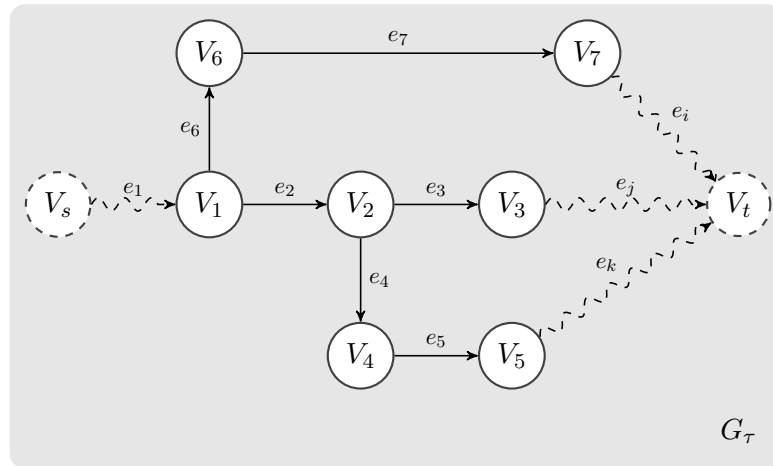 e₇
V₆
V₇
e₆
eᵢ
e₁
e₂
e₃
eⱼ
Vₛ
V₁
V₂
V₃
Vₜ
e₄
eₖ
e₅
V₄
V₅
G_τ